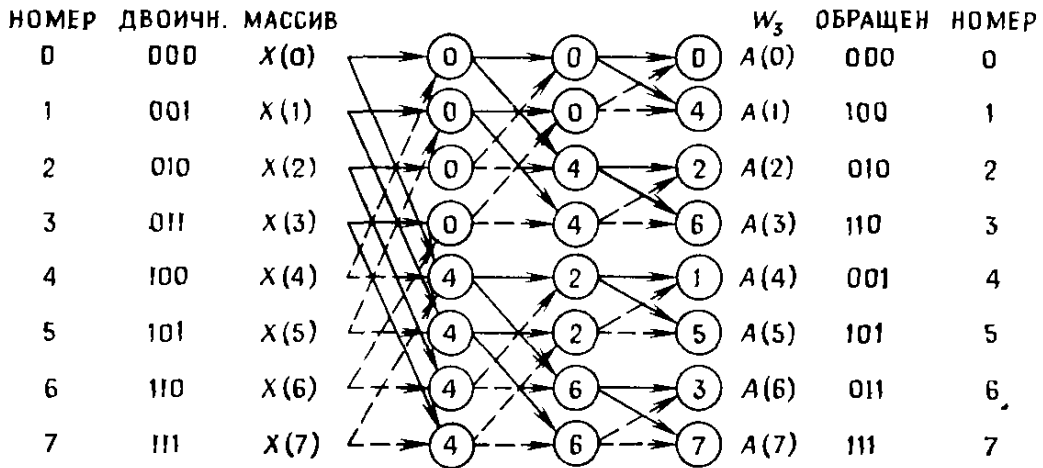 НОМЕР ДВОИЧН. МАССИВ W₃ ОБРАЩЕН НОМЕР
0 000 X(0) 0 0 0 A(0) 000 0
1 001 X(1) 0 0 4 A(1) 100 1
2 010 X(2) 0 4 2 A(2) 010 2
3 011 X(3) 0 4 6 A(3) 110 3
4 100 X(4) 4 2 1 A(4) 001 4
5 101 X(5) 4 2 5 A(5) 101 5
6 110 X(6) 4 6 3 A(6) 011 6
7 111 X(7) 4 6 7 A(7) 111 7